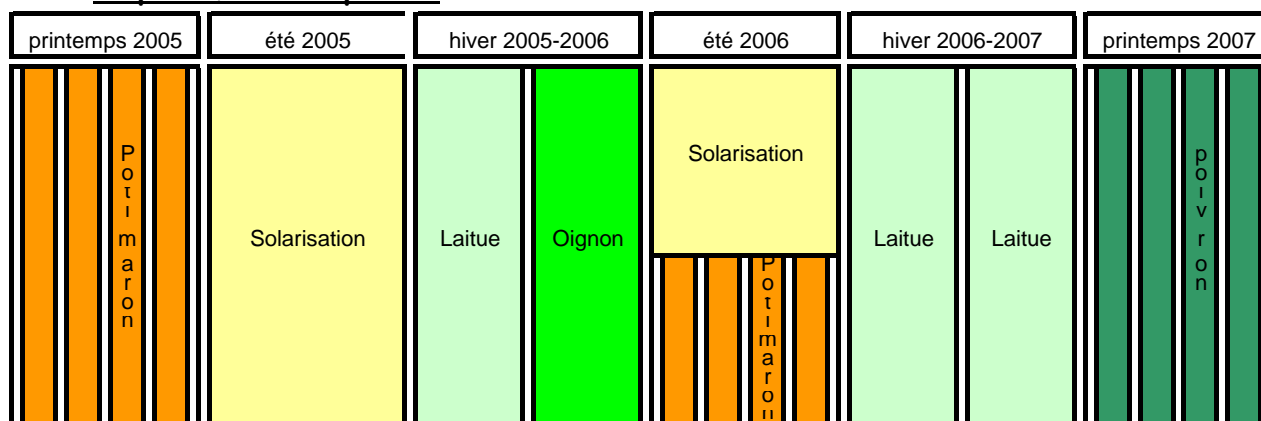 printemps 2005
été 2005
hiver 2005-2006
été 2006
hiver 2006-2007
printemps 2007
Potimaron
Solarisation
Laitue
Oignon
Solarisation
Potimarou
Laitue
Laitue
poivron